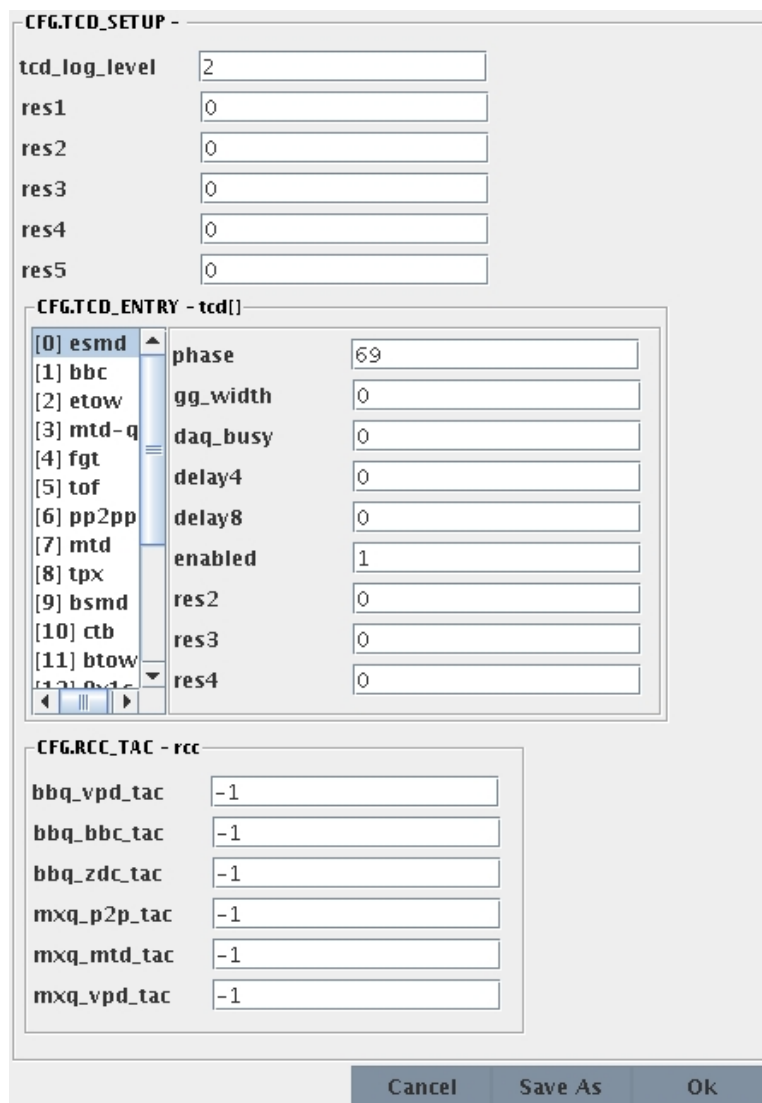 CFG.TCD_SETUP -
tcd_log_level 2
res1 0
res2 0
res3 0
res4 0
res5 0
CFG.TCD_ENTRY - tcd[]
[0] esmd
[1] bbc
[2] etow
[3] mtd-q
[4] fgt
[5] tof
[6] pp2pp
[7] mtd
[8] tpx
[9] bsmd
[10] ctb
[11] btow
phase 69
gg_width 0
daq_busy 0
delay4 0
delay8 0
enabled 1
res2 0
res3 0
res4 0
CFG.RCC_TAC - rcc
bbq_vpd_tac -1
bbq_bbc_tac -1
bbq_zdc_tac -1
mxq_p2p_tac -1
mxq_mtd_tac -1
mxq_vpd_tac -1
Cancel Save As Ok